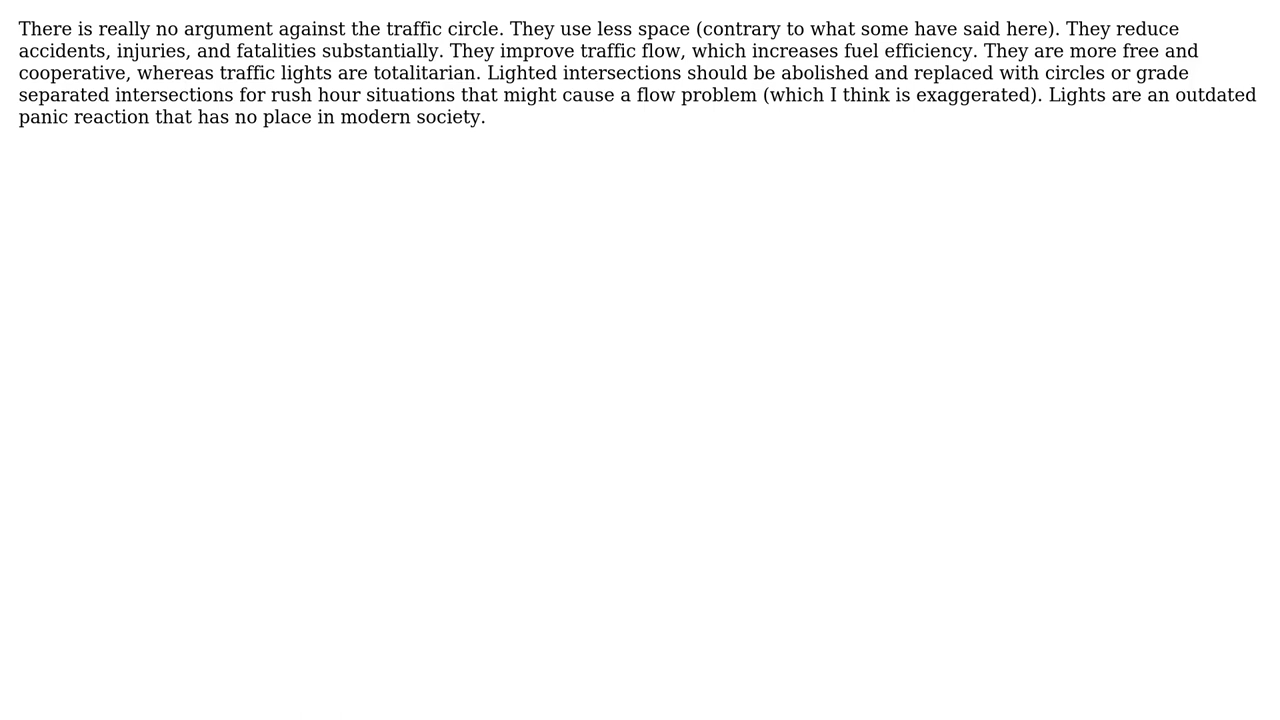 There is really no argument against the traffic circle. They use less space (contrary to what some have said here). They reduce
accidents, injuries, and fatalities substantially. They improve traffic flow, which increases fuel efficiency. They are more free and
cooperative, whereas traffic lights are totalitarian. Lighted intersections should be abolished and replaced with circles or grade
separated intersections for rush hour situations that might cause a flow problem (which I think is exaggerated). Lights are an outdated
panic reaction that has no place in modern society.